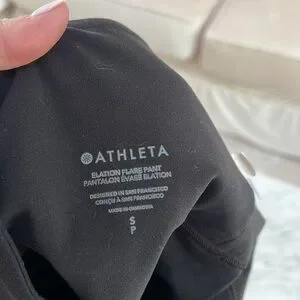 ATHLETA
ELATION FLARE PANT
PANTALON ÉVASÉ ELATION
DESIGNED IN SAN FRANCISCO
CONÇU À SAN FRANCISCO
MADE IN CAMBODIA
S
P